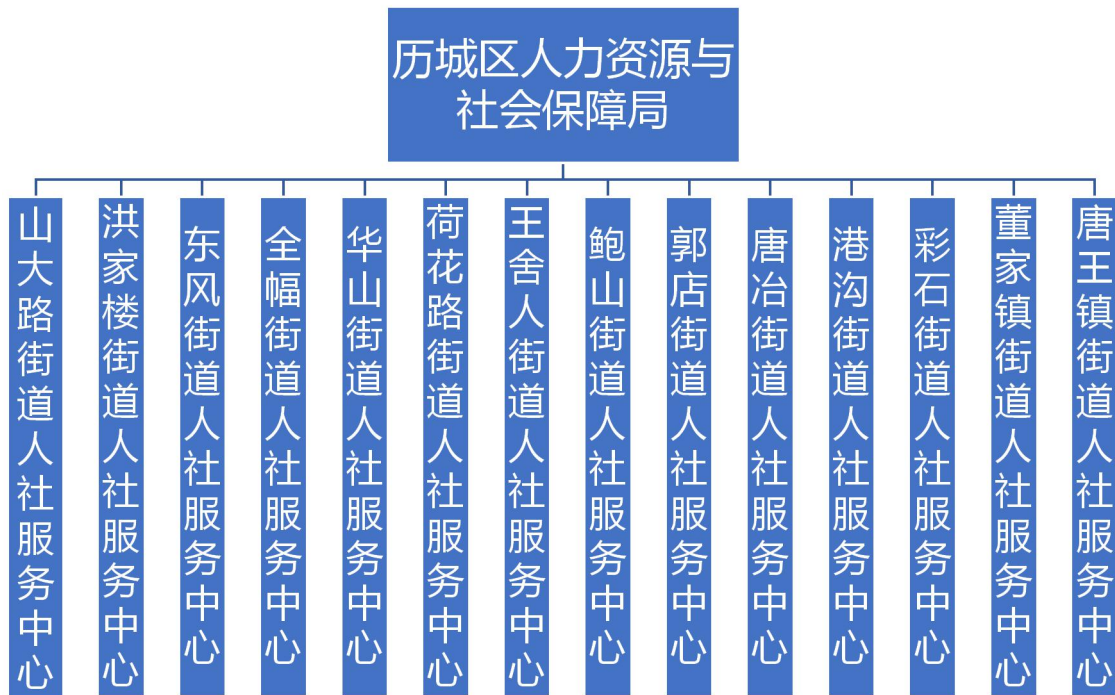 历城区人力资源与
社会保障局
山大路街道人社服务中心
洪家楼街道人社服务中心
东风街道人社服务中心
全幅街道人社服务中心
华山街道人社服务中心
荷花路街道人社服务中心
王舍人街道人社服务中心
鲍山街道人社服务中心
郭店街道人社服务中心
唐冶街道人社服务中心
港沟街道人社服务中心
彩石街道人社服务中心
董家镇街道人社服务中心
唐王镇街道人社服务中心